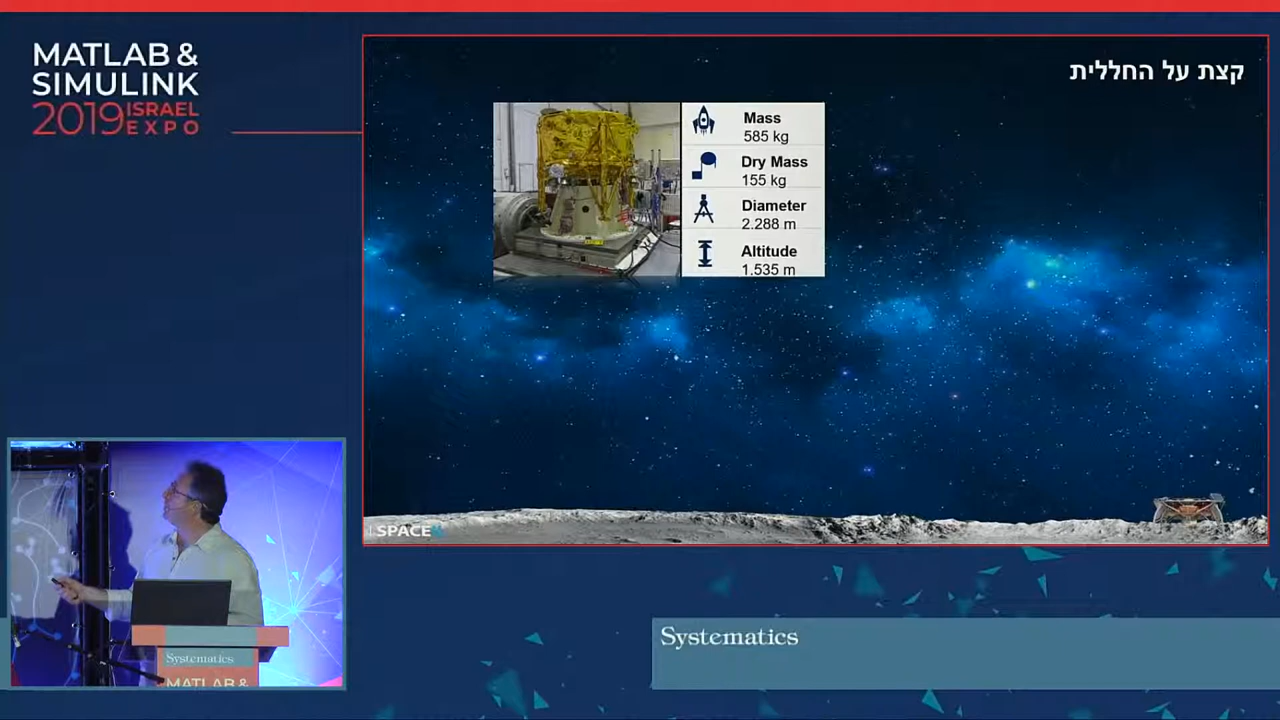 MATLAB &
SIMULINK
2019 ISRAEL
EXPO
קצת על החללית
Mass
585 kg
Dry Mass
155 kg
Diameter
2.288 m
Altitude
1.535 m
SPACE
Systematics
Systematics
MATLAB &